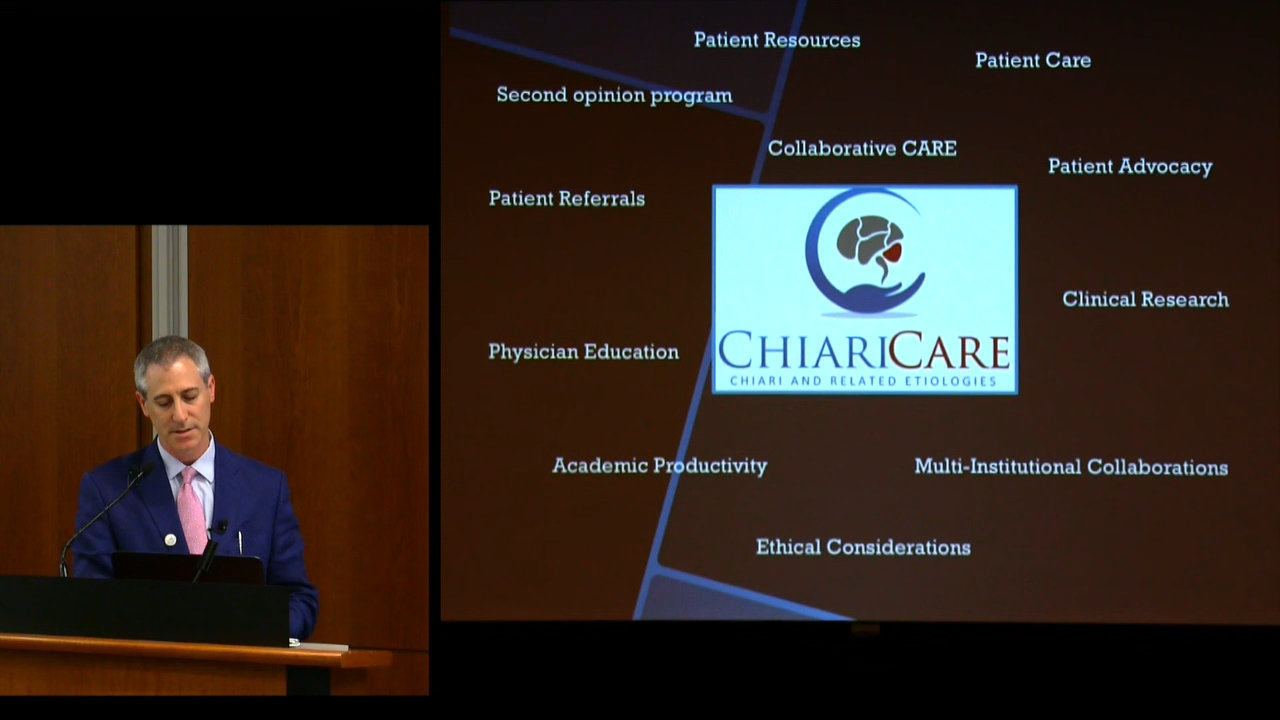 Patient Resources
Patient Care
Second opinion program
Collaborative CARE
Patient Advocacy
Patient Referrals
Clinical Research
CHIARICARE
CHIARI AND RELATED ETIOLOGIES
Physician Education
Academic Productivity
Multi-Institutional Collaborations
Ethical Considerations